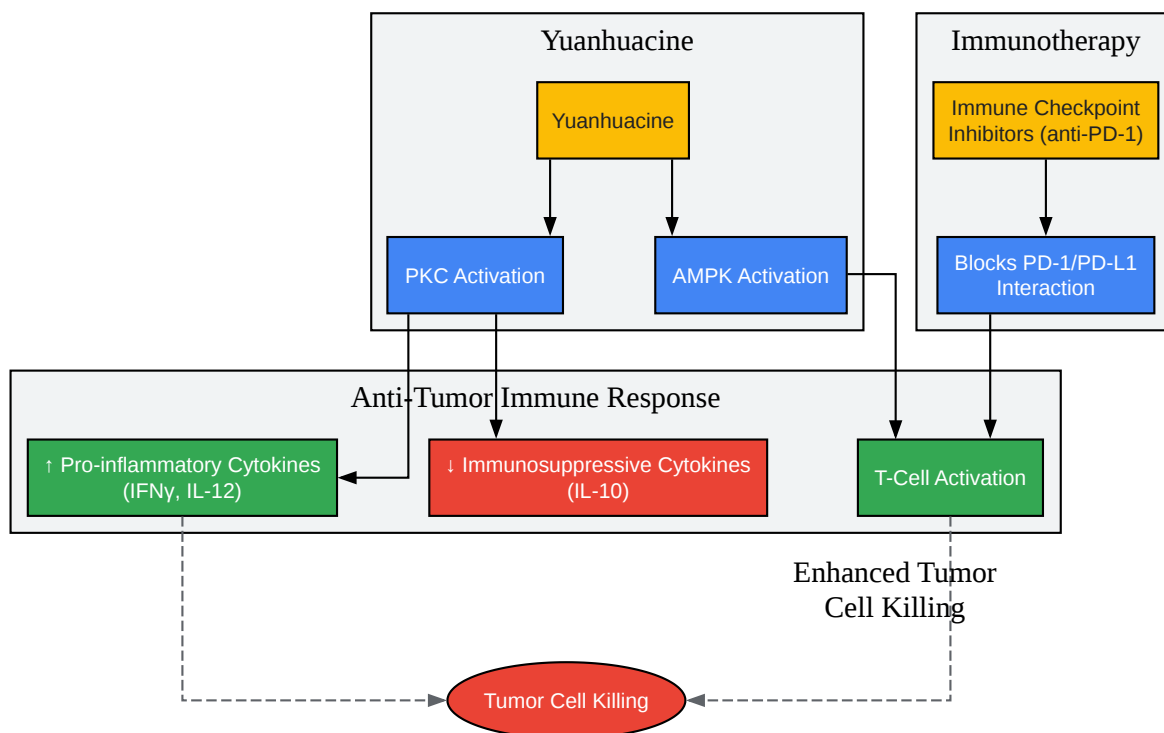 Yuanhuacine
Immunotherapy
Yuanhuacine
Immune Checkpoint
Inhibitors (anti-PD-1)
PKC Activation
AMPK Activation
Blocks PD-1/PD-L1
Interaction
Anti-Tumor Immune Response
↑ Pro-inflammatory Cytokines
(IFNγ, IL-12)
↓ Immunosuppressive Cytokines
(IL-10)
T-Cell Activation
Enhanced Tumor
Cell Killing
Tumor Cell Killing